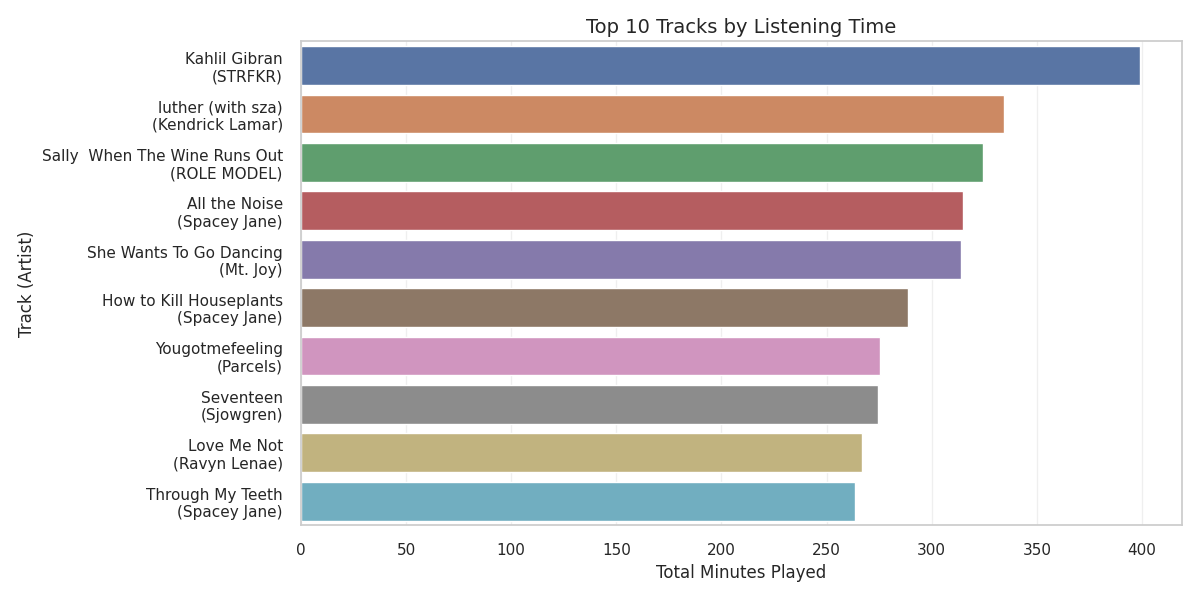 Top 10 Tracks by Listening Time
Track (Artist)
Kahlil Gibran
(STRFKR)
luther (with sza)
(Kendrick Lamar)
Sally  When The Wine Runs Out
(ROLE MODEL)
All the Noise
(Spacey Jane)
She Wants To Go Dancing
(Mt. Joy)
How to Kill Houseplants
(Spacey Jane)
Yougotmefeeling
(Parcels)
Seventeen
(Sjowgren)
Love Me Not
(Ravyn Lenae)
Through My Teeth
(Spacey Jane)
0 50 100 150 200 250 300 350 400
Total Minutes Played